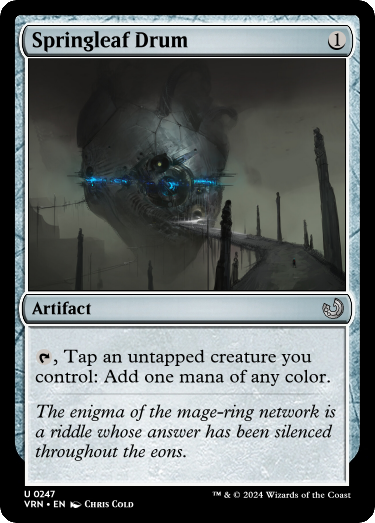 Springleaf Drum 1
Artifact
, Tap an untapped creature you
control: Add one mana of any color.
The enigma of the mage-ring network is
a riddle whose answer has been silenced
throughout the eons.
U 0247
VRN • EN Chris Cold
™ & © 2024 Wizards of the Coast